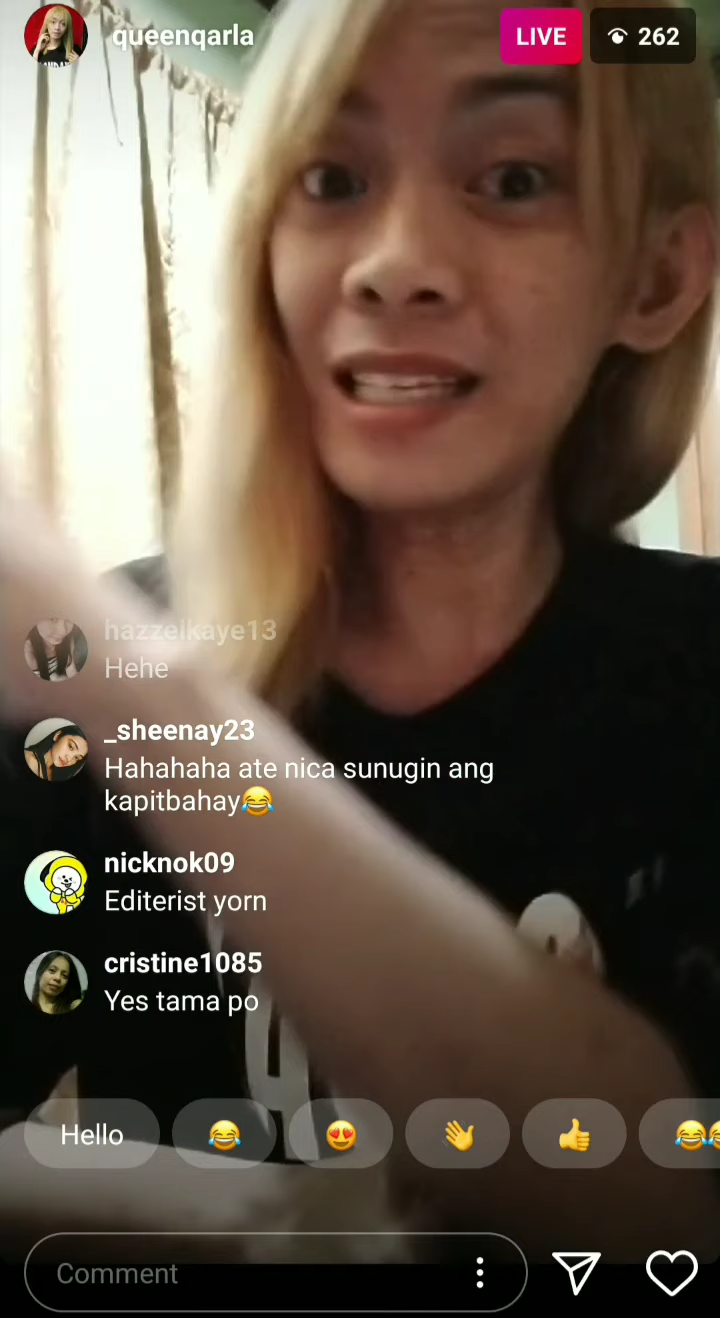 queenqarla
LIVE
262
hazzeikaye13
Hehe
_sheenay23
Hahahaha ate nica sunugin ang
kapitbahay😂
nicknok09
Editerist yorn
cristine1085
Yes tama po
Hello
😂
😍
👋
👍
😂😂
Comment